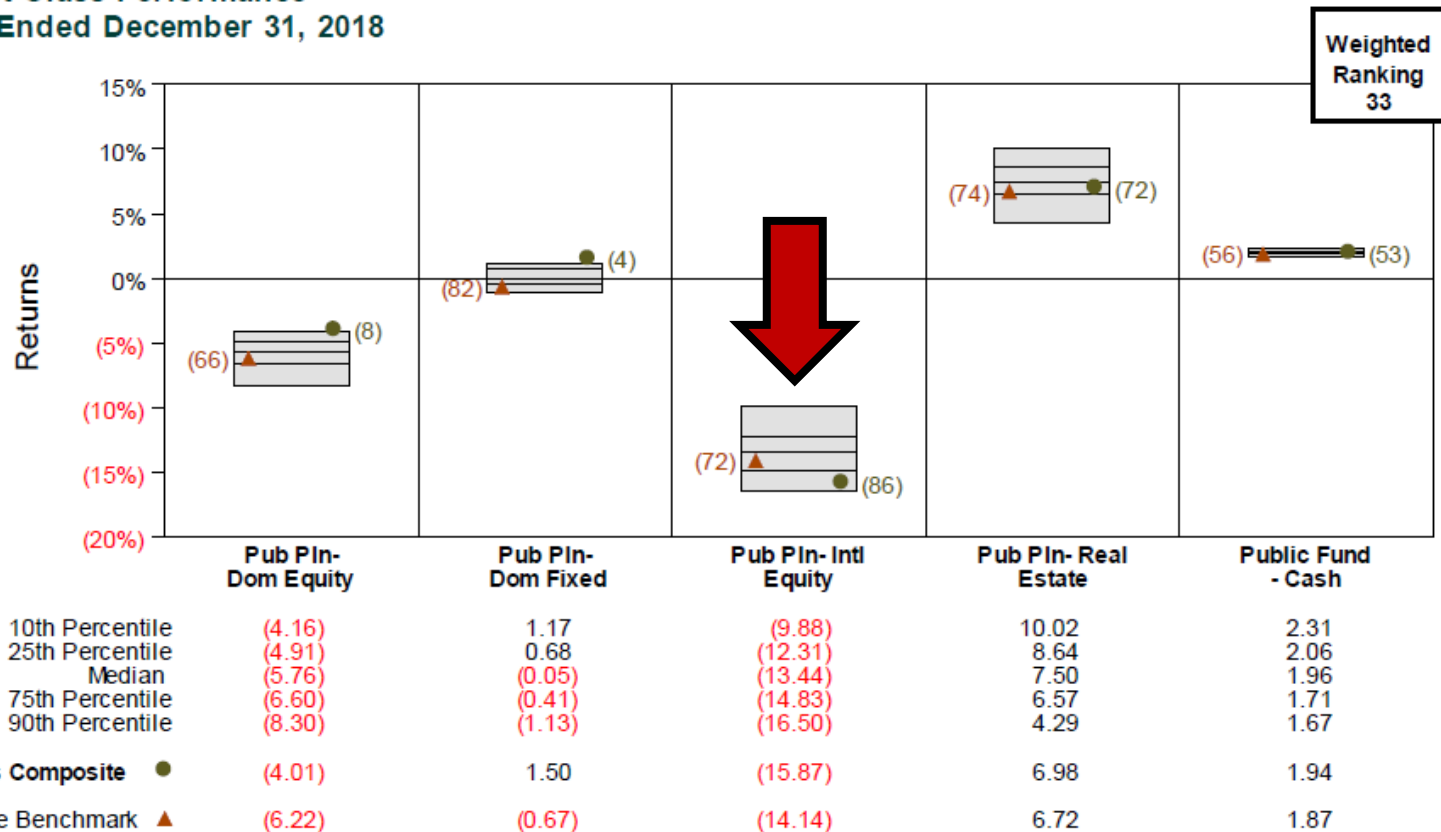 Ended December 31, 2018
Weighted
Ranking
33
15%
10%
5%
0%
(5%)
(10%)
(15%)
(20%)
Returns
(66)
(8)
(82)
(4)
(72)
(86)
(74)
(72)
(56)
(53)
Pub Pln- Dom Equity
Pub Pln- Dom Fixed
Pub Pln- Intl Equity
Pub Pln- Real Estate
Public Fund - Cash
10th Percentile (4.16) 1.17 (9.88) 10.02 2.31
25th Percentile (4.91) 0.68 (12.31) 8.64 2.06
Median (5.76) (0.05) (13.44) 7.50 1.96
75th Percentile (6.60) (0.41) (14.83) 6.57 1.71
90th Percentile (8.30) (1.13) (16.50) 4.29 1.67
Composite (4.01) 1.50 (15.87) 6.98 1.94
Benchmark (6.22) (0.67) (14.14) 6.72 1.87